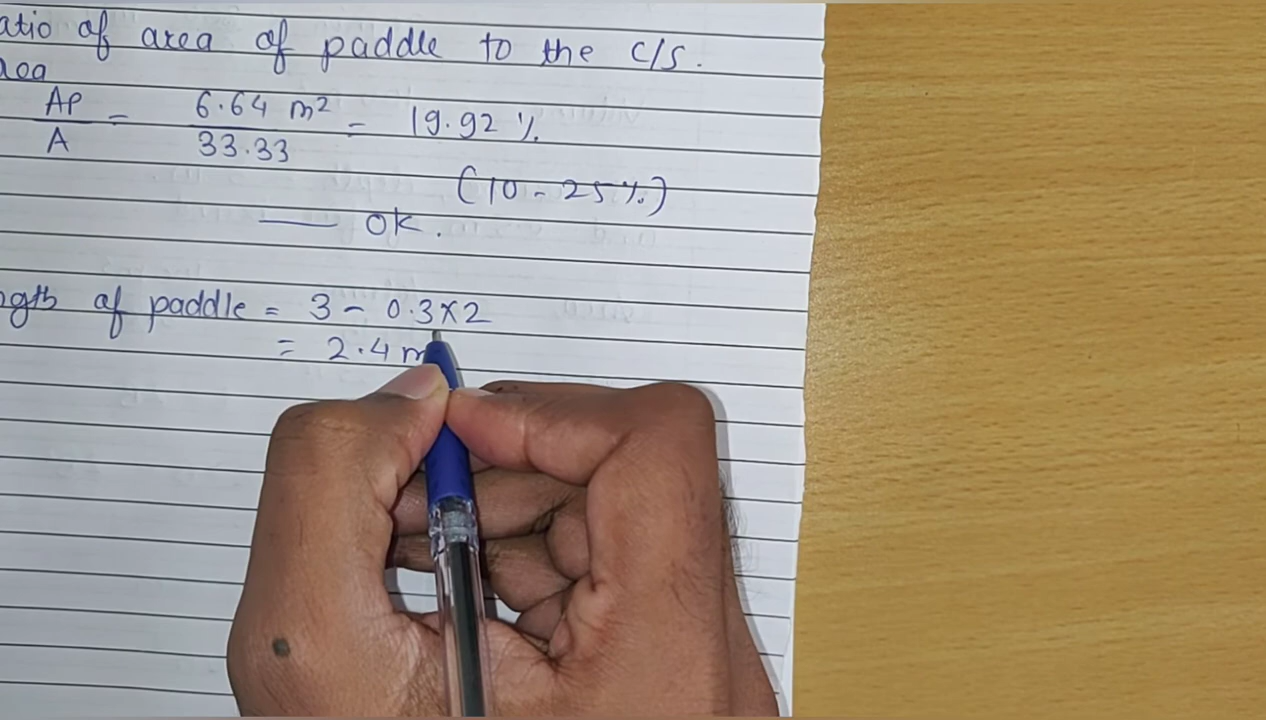 atio of area of paddle to the C/S.
Ap / A = 6.64 m² / 33.33 = 19.92 %
(10 - 25%)
—— OK.
ngth of paddle = 3 - 0.3×2
= 2.4 m